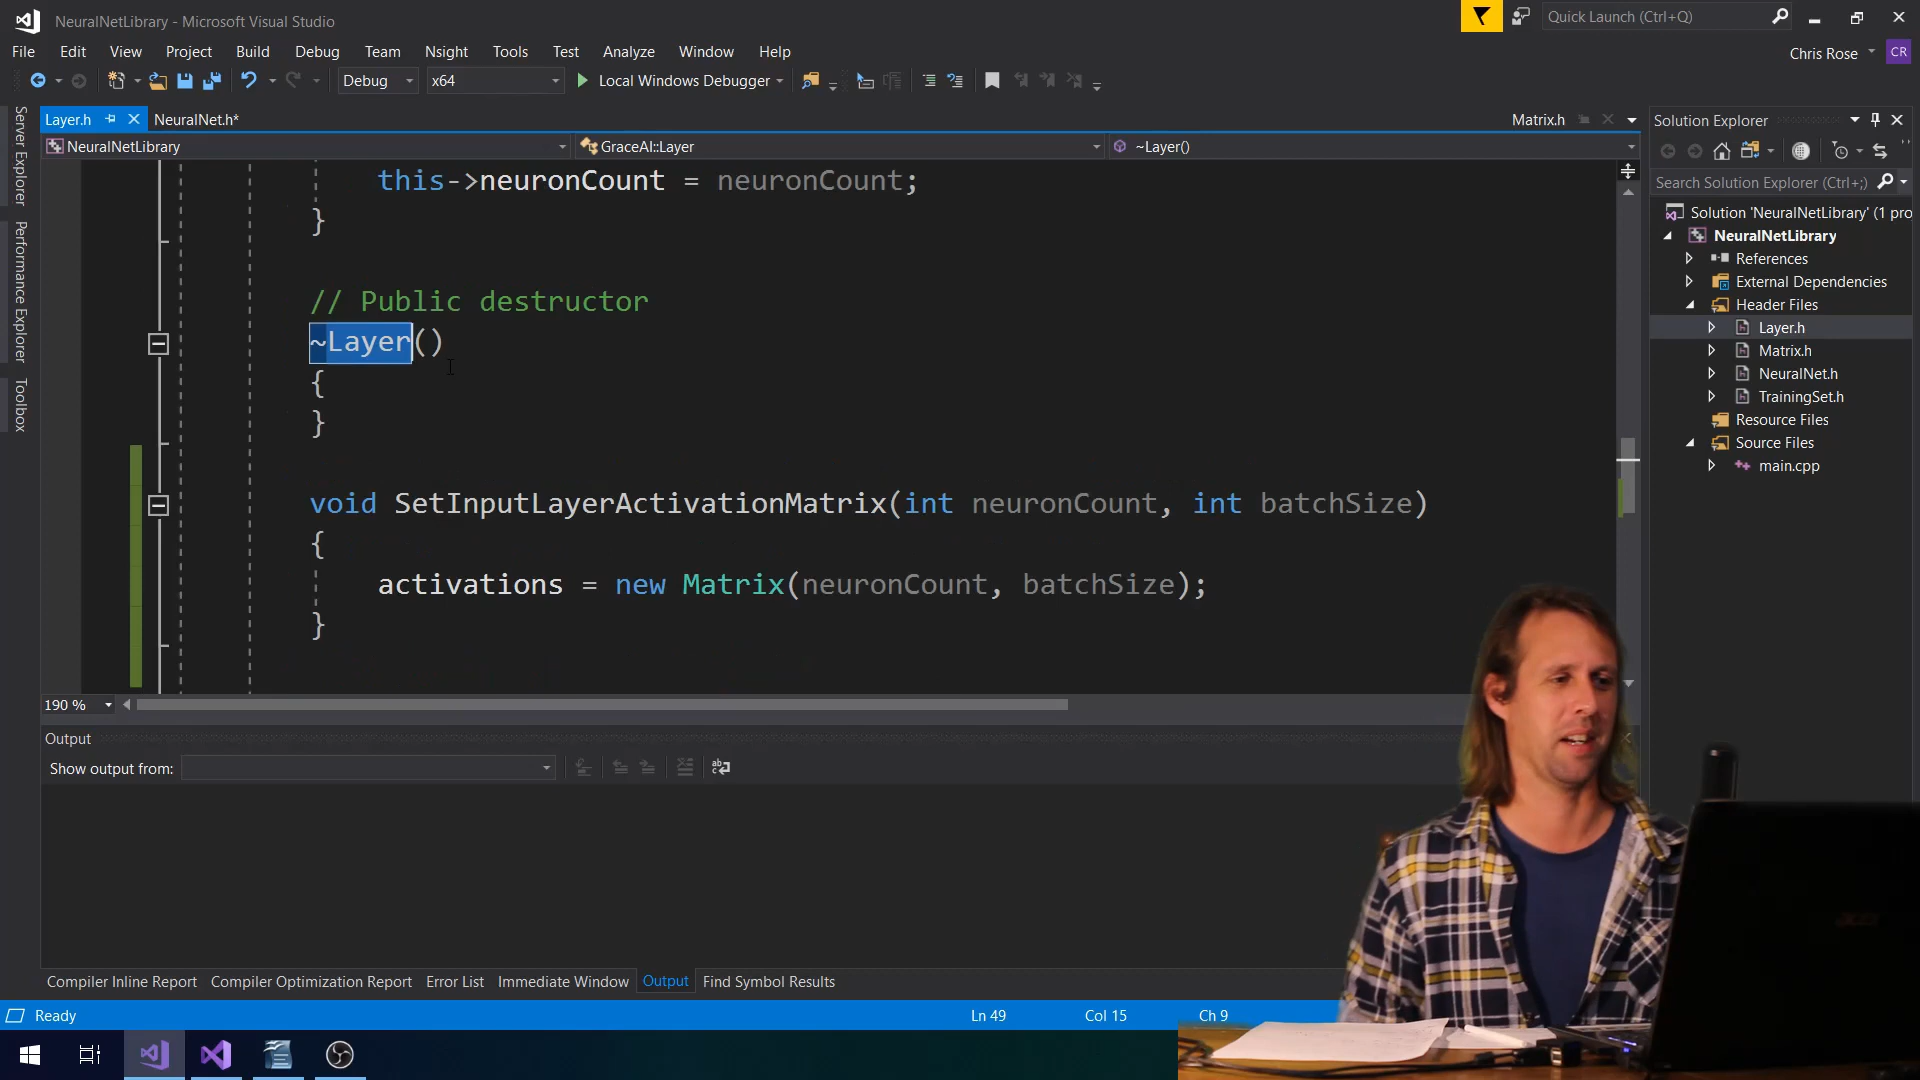 NeuralNetLibrary - Microsoft Visual Studio
Quick Launch (Ctrl+Q)
File Edit View Project Build Debug Team Nsight Tools Test Analyze Window Help
Chris Rose CR
Debug x64 Local Windows Debugger
Layer.h NeuralNet.h* Matrix.h
Solution Explorer
NeuralNetLibrary GraceAI::Layer ~Layer()
Search Solution Explorer (Ctrl+;)
Server Explorer
Performance Explorer
Toolbox
this->neuronCount = neuronCount;
}
// Public destructor
~Layer()
{
}
void SetInputLayerActivationMatrix(int neuronCount, int batchSize)
{
activations = new Matrix(neuronCount, batchSize);
}
Solution 'NeuralNetLibrary' (1 pro
NeuralNetLibrary
References
External Dependencies
Header Files
Layer.h
Matrix.h
NeuralNet.h
TrainingSet.h
Resource Files
Source Files
main.cpp
190 %
Output
Show output from:
Compiler Inline Report Compiler Optimization Report Error List Immediate Window Output Find Symbol Results
Ready Ln 49 Col 15 Ch 9